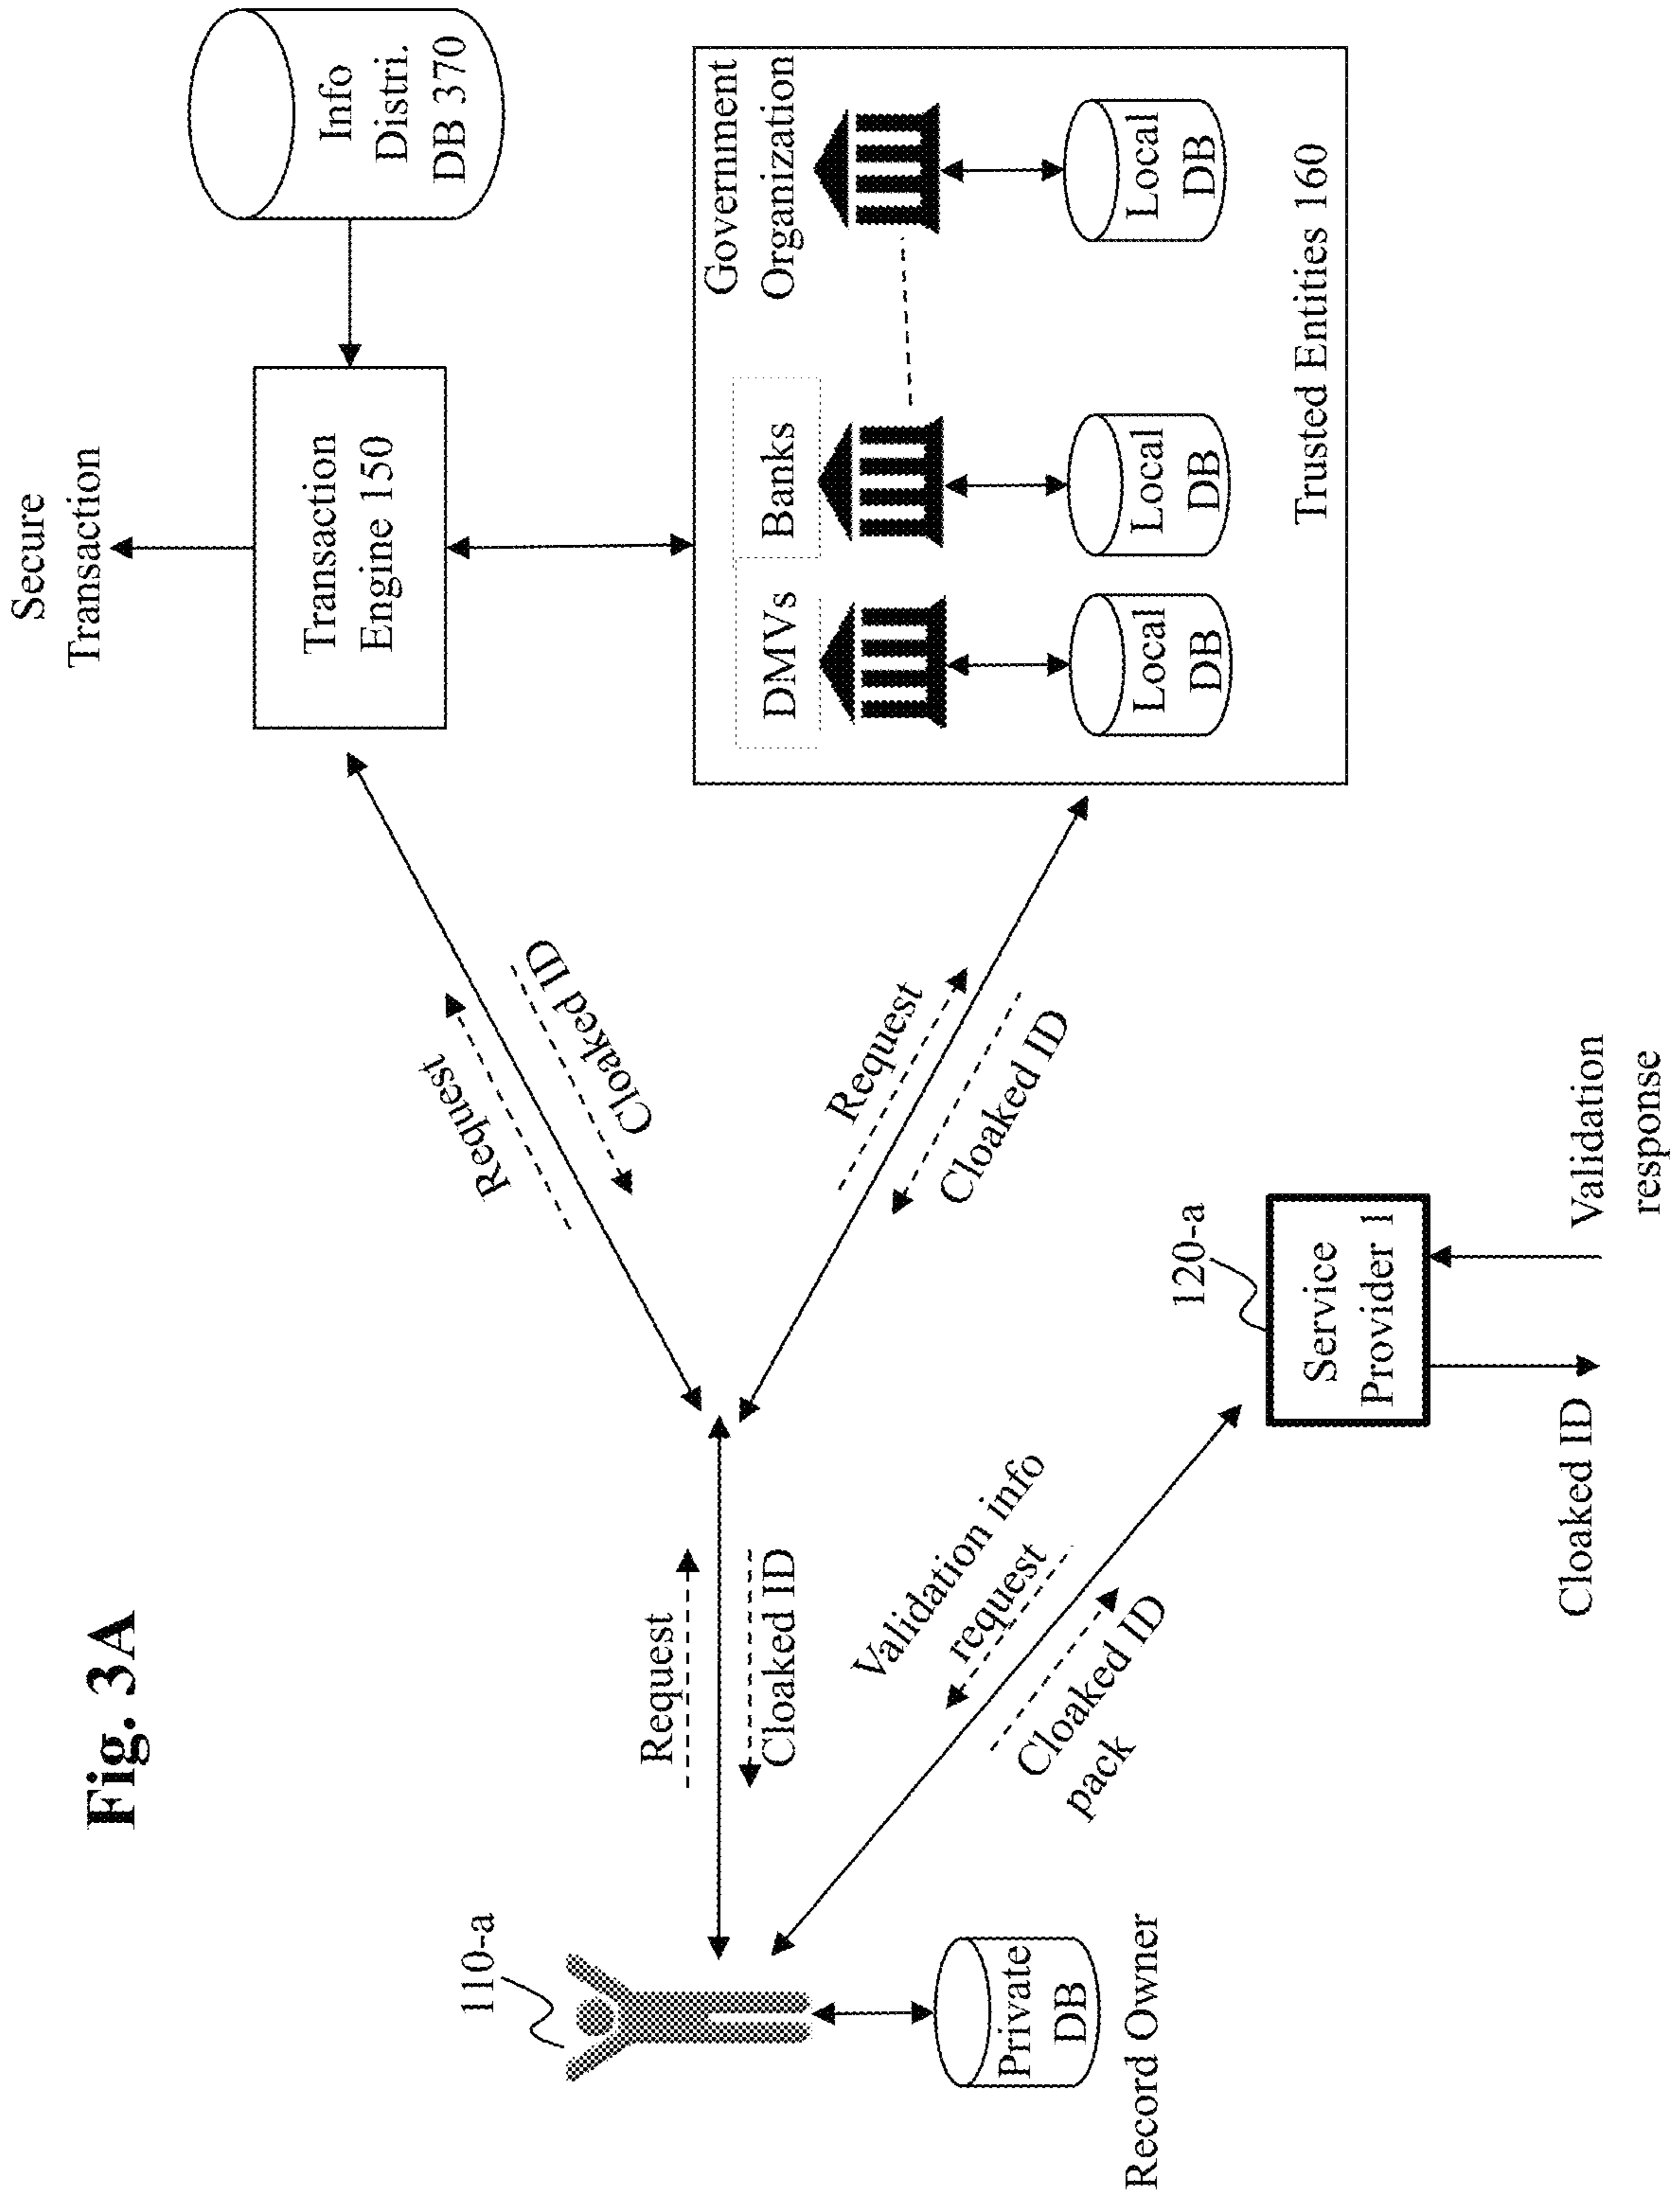 Fig. 3A
Secure
Transaction
Transaction
Engine 150
Info
Distri.
DB 370
Government
Organization
DMVs
Banks
Local
DB
Local
DB
Local
DB
Trusted Entities 160
Request
Cloaked ID
Request
Cloaked ID
Request
Cloaked ID
110-a
Private
DB
Record Owner
Validation info
request
Cloaked ID
pack
120-a
Service
Provider 1
Cloaked ID
Validation
response